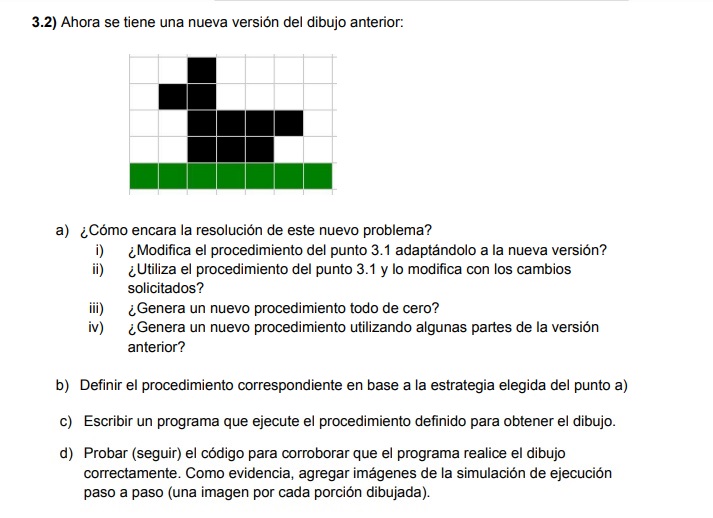 3.2) Ahora se tiene una nueva versión del dibujo anterior:
a) ¿Cómo encara la resolución de este nuevo problema?
i) ¿Modifica el procedimiento del punto 3.1 adaptándolo a la nueva versión?
ii) ¿Utiliza el procedimiento del punto 3.1 y lo modifica con los cambios
solicitados?
iii) ¿Genera un nuevo procedimiento todo de cero?
iv) ¿Genera un nuevo procedimiento utilizando algunas partes de la versión
anterior?
b) Definir el procedimiento correspondiente en base a la estrategia elegida del punto a)
c) Escribir un programa que ejecute el procedimiento definido para obtener el dibujo.
d) Probar (seguir) el código para corroborar que el programa realice el dibujo
correctamente. Como evidencia, agregar imágenes de la simulación de ejecución
paso a paso (una imagen por cada porción dibujada).